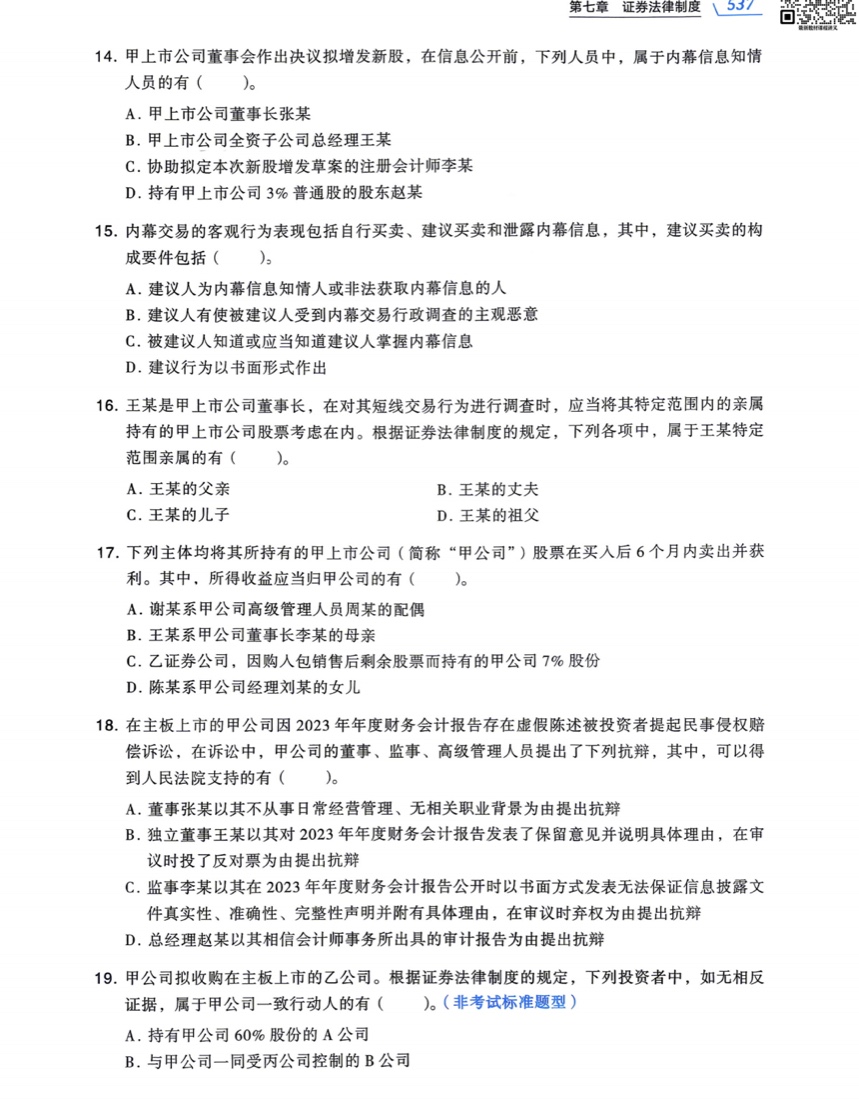 第七章 证券法律制度 537
14. 甲上市公司董事会作出决议拟增发新股，在信息公开前，下列人员中，属于内幕信息知情
人员的有（　　）。
A. 甲上市公司董事长张某
B. 甲上市公司全资子公司总经理王某
C. 协助拟定本次新股增发草案的注册会计师李某
D. 持有甲上市公司 3% 普通股的股东赵某
15. 内幕交易的客观行为表现包括自行买卖、建议买卖和泄露内幕信息，其中，建议买卖的构
成要件包括（　　）。
A. 建议人为内幕信息知情人或非法获取内幕信息的人
B. 建议人有使被建议人受到内幕交易行政调查的主观恶意
C. 被建议人知道或应当知道建议人掌握内幕信息
D. 建议行为以书面形式作出
16. 王某是甲上市公司董事长，在对其短线交易行为进行调查时，应当将其特定范围内的亲属
持有的甲上市公司股票考虑在内。根据证券法律制度的规定，下列各项中，属于王某特定
范围亲属的有（　　）。
A. 王某的父亲 B. 王某的丈夫
C. 王某的儿子 D. 王某的祖父
17. 下列主体均将其所持有的甲上市公司（简称“甲公司”）股票在买入后 6 个月内卖出并获
利。其中，所得收益应当归甲公司的有（　　）。
A. 谢某系甲公司高级管理人员周某的配偶
B. 王某系甲公司董事长李某的母亲
C. 乙证券公司，因购入包销售后剩余股票而持有的甲公司 7% 股份
D. 陈某系甲公司经理刘某的女儿
18. 在主板上市的甲公司因 2023 年年度财务会计报告存在虚假陈述被投资者提起民事侵权赔
偿诉讼，在诉讼中，甲公司的董事、监事、高级管理人员提出了下列抗辩，其中，可以得
到人民法院支持的有（　　）。
A. 董事张某以其不从事日常经营管理、无相关职业背景为由提出抗辩
B. 独立董事王某以其对 2023 年年度财务会计报告发表了保留意见并说明具体理由，在审
议时投了反对票为由提出抗辩
C. 监事李某以其在 2023 年年度财务会计报告公开时以书面方式发表无法保证信息披露文
件真实性、准确性、完整性声明并附有具体理由，在审议时弃权为由提出抗辩
D. 总经理赵某以其相信会计师事务所出具的审计报告为由提出抗辩
19. 甲公司拟收购在主板上市的乙公司。根据证券法律制度的规定，下列投资者中，如无相反
证据，属于甲公司一致行动人的有（　　）。（非考试标准题型）
A. 持有甲公司 60% 股份的 A 公司
B. 与甲公司一同受丙公司控制的 B 公司